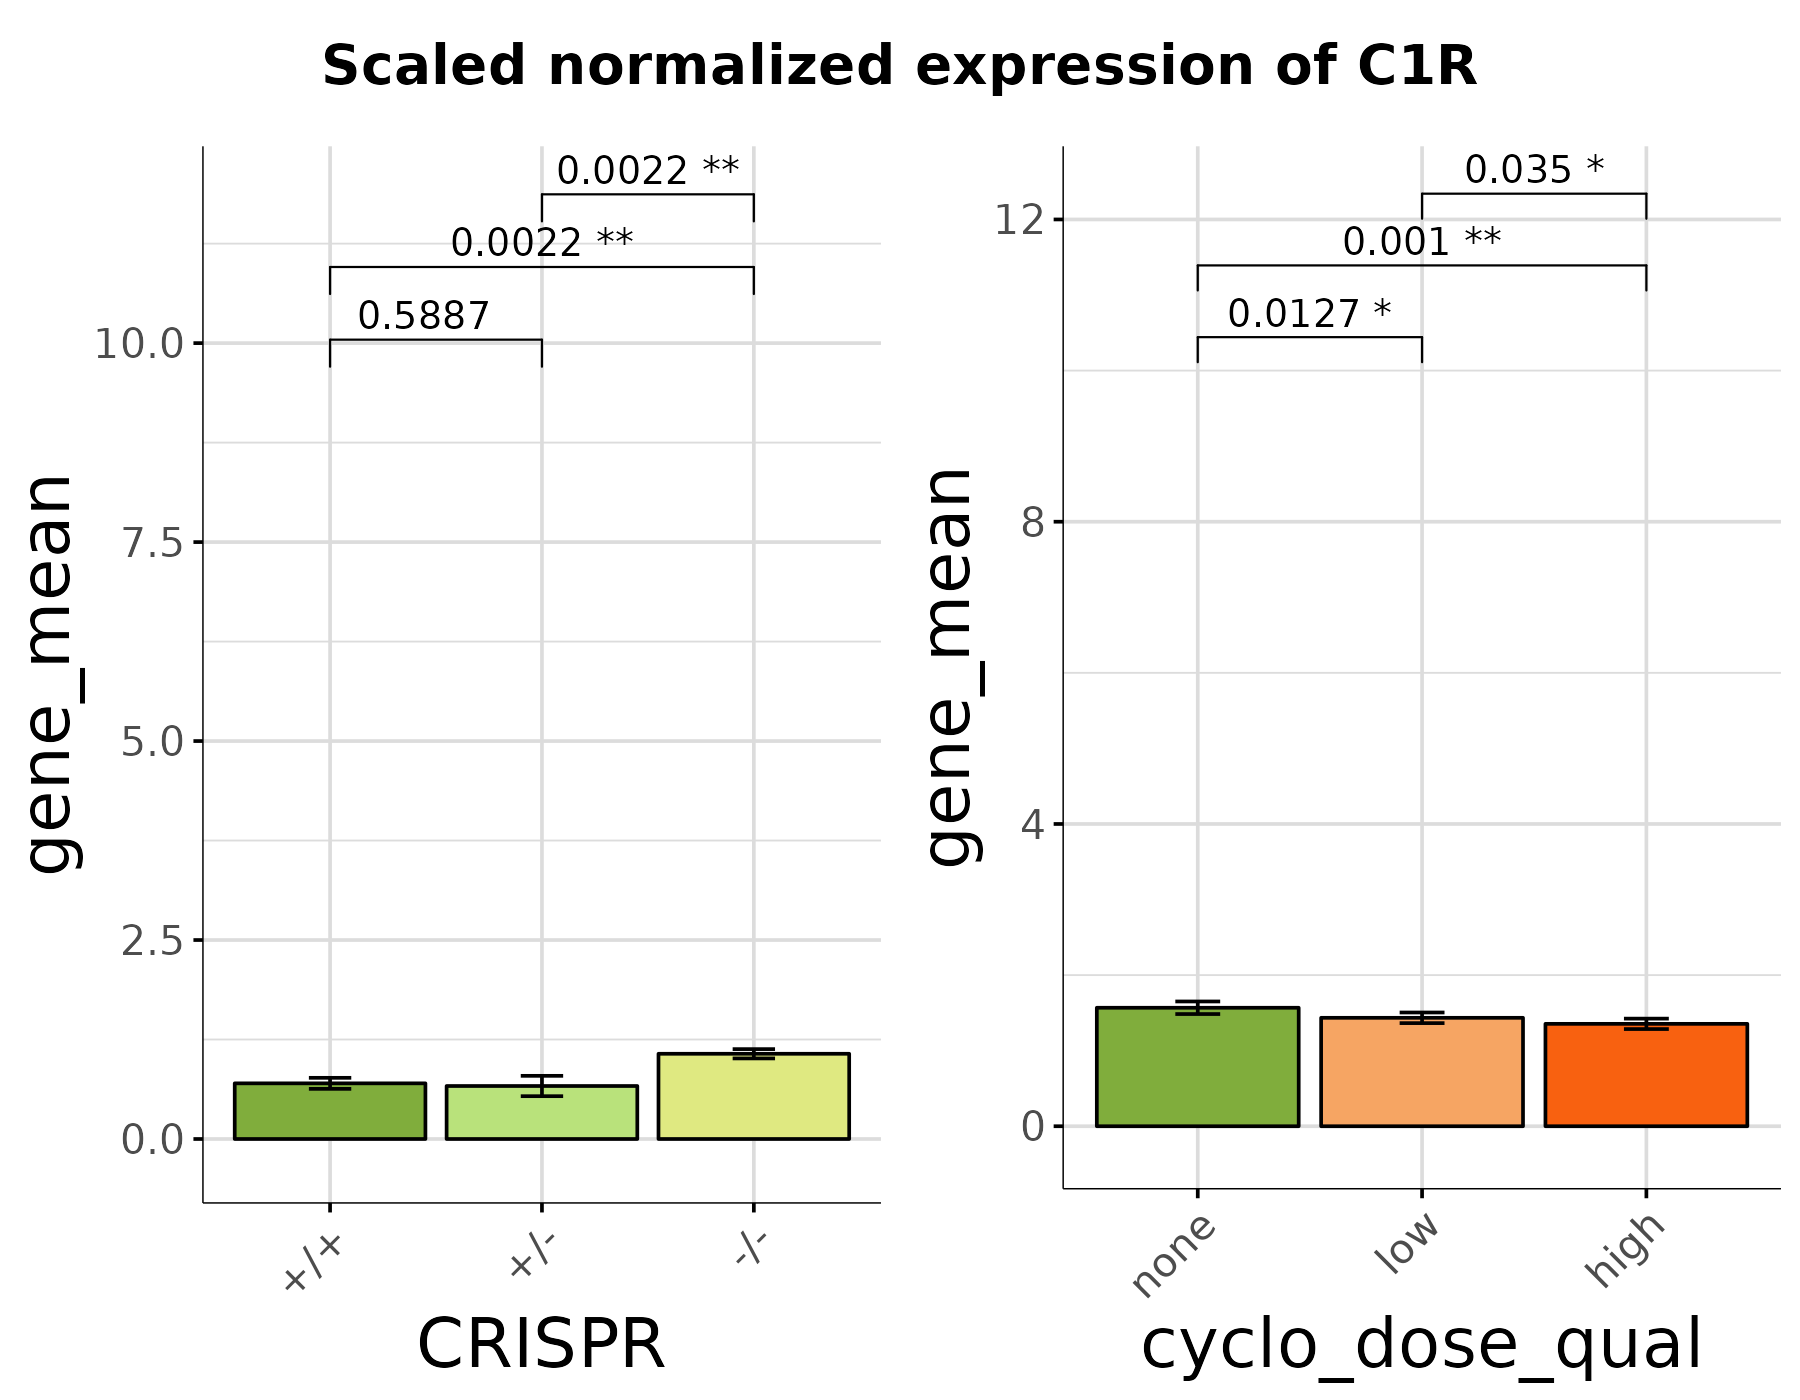 Scaled normalized expression of C1R
0.0022 **
0.0022 **
0.5887
10.0
7.5
5.0
2.5
0.0
gene_mean
+/+
+/-
-/-
CRISPR
0.035 *
0.001 **
0.0127 *
12
8
4
0
gene_mean
none
low
high
cyclo_dose_qual